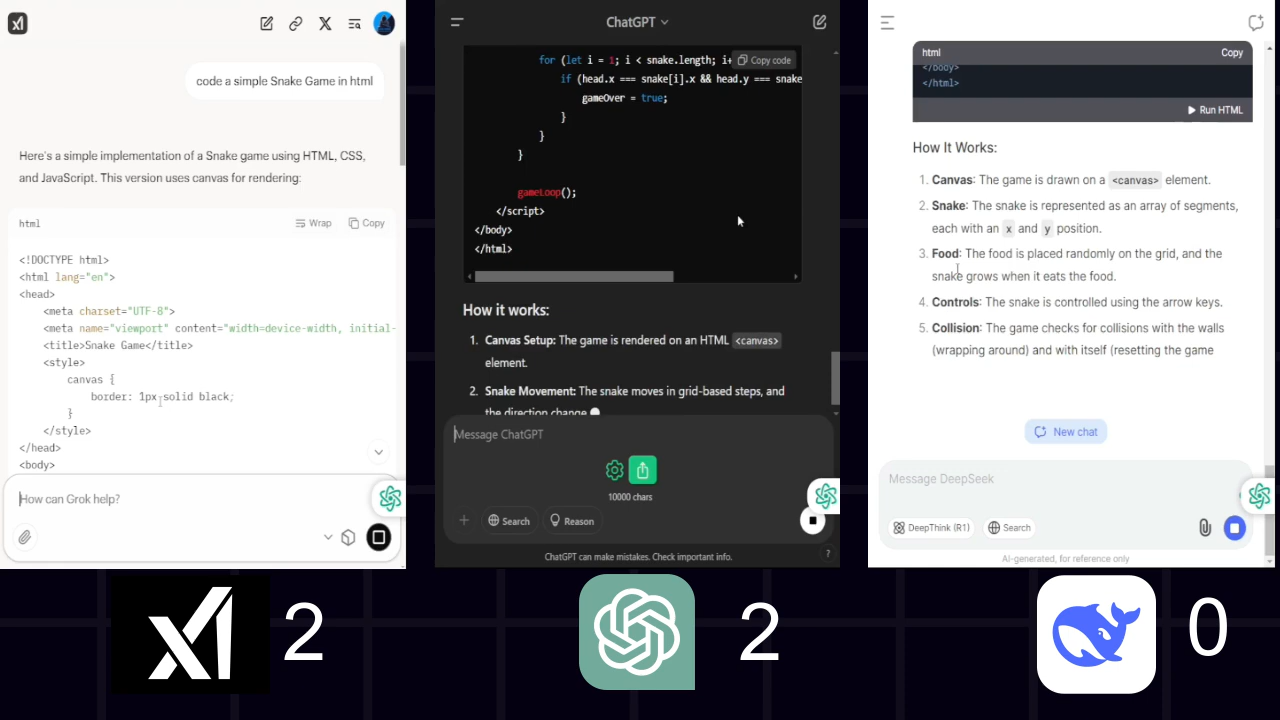 code a simple Snake Game in html
Here's a simple implementation of a Snake game using HTML, CSS,
and JavaScript. This version uses canvas for rendering:
html
Wrap
Copy
<!DOCTYPE html>
<html lang="en">
<head>
<meta charset="UTF-8">
<meta name="viewport" content="width=device-width, initial-
<title>Snake Game</title>
<style>
canvas {
border: 1px solid black;
}
</style>
</head>
<body>
How can Grok help?
ChatGPT
for (let i = 1; i < snake.length; i+
Copy code
if (head.x === snake[i].x && head.y === snake
gameOver = true;
}
}
}
gameLoop();
</script>
</body>
</html>
How it works:
1. Canvas Setup: The game is rendered on an HTML <canvas>
element.
2. Snake Movement: The snake moves in grid-based steps, and
the direction change
Message ChatGPT
10000 chars
Search
Reason
ChatGPT can make mistakes. Check important info.
?
html
Copy
</body>
</html>
Run HTML
How It Works:
1. Canvas: The game is drawn on a <canvas> element.
2. Snake: The snake is represented as an array of segments,
each with an x and y position.
3. Food: The food is placed randomly on the grid, and the
snake grows when it eats the food.
4. Controls: The snake is controlled using the arrow keys.
5. Collision: The game checks for collisions with the walls
(wrapping around) and with itself (resetting the game
New chat
Message DeepSeek
DeepThink (R1)
Search
AI-generated, for reference only
xAI 2
2
0